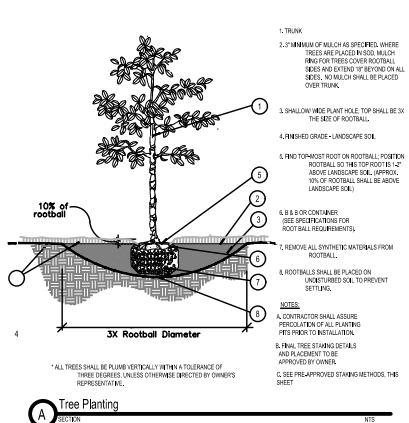 1. TRUNK
2. 3" MINIMUM OF MULCH AS SPECIFIED. WHERE
TREES ARE PLACED IN SOD, MULCH
RING FOR TREES COVER ROOTBALL
SIDES AND EXTEND 18" BEYOND ON ALL
SIDES. NO MULCH SHALL BE PLACED
OVER TRUNK.
3. SHALLOW/ WIDE PLANT HOLE, TOP SHALL BE 3X
THE SIZE OF ROOTBALL.
4. FINISHED GRADE - LANDSCAPE SOIL
5. FIND TOP-MOST ROOT ON ROOTBALL; POSITION
ROOTBALL SO THIS TOP ROOT IS 1-2"
ABOVE LANDSCAPE SOIL. (APPROX.
10% OF ROOTBALL SHALL BE ABOVE
LANDSCAPE SOIL)
6. B & B OR CONTAINER
(SEE SPECIFICATIONS FOR
ROOT BALL REQUIREMENTS).
7. REMOVE ALL SYNTHETIC MATERIALS FROM
ROOTBALL.
8. ROOTBALLS SHALL BE PLACED ON
UNDISTURBED SOIL TO PREVENT
SETTLING.
NOTES:
A. CONTRACTOR SHALL ASSURE
PERCOLATION OF ALL PLANTING
PITS PRIOR TO INSTALLATION.
B. FINAL TREE STAKING DETAILS
AND PLACEMENT TO BE
APPROVED BY OWNER.
C. SEE PRE-APPROVED STAKING METHODS, THIS
SHEET
1
5
2
3
6
7
8
10% of
rootball
4
3X Rootball Diameter
* ALL TREES SHALL BE PLUMB VERTICALLY WITHIN A TOLERANCE OF
THREE DEGREES, UNLESS OTHERWISE DIRECTED BY OWNER'S
REPRESENTATIVE.
A
Tree Planting
SECTION
NTS